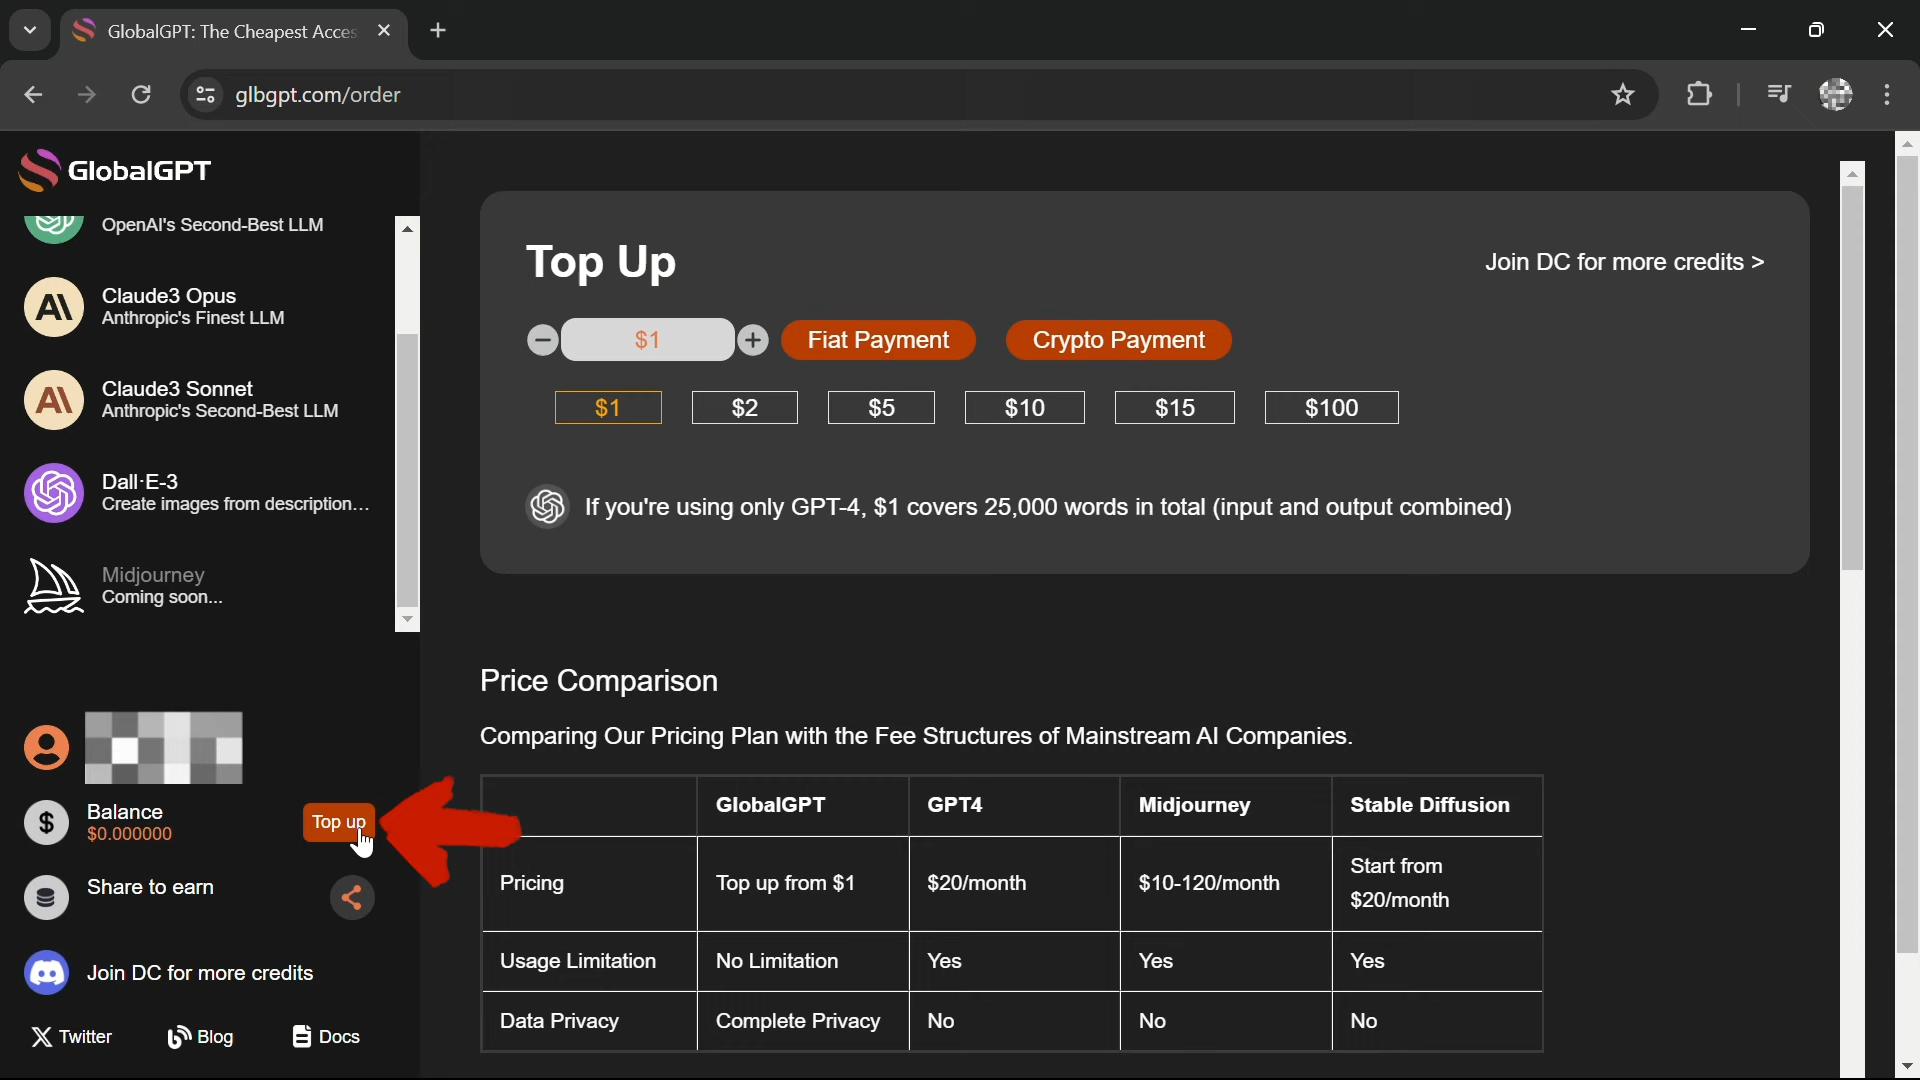 GlobalGPT: The Cheapest Acces
glbgpt.com/order
GlobalGPT
OpenAI's Second-Best LLM
Claude3 Opus
Anthropic's Finest LLM
Claude3 Sonnet
Anthropic's Second-Best LLM
Dall·E-3
Create images from description...
Midjourney
Coming soon...
Balance
$0.000000
Top up
Share to earn
Join DC for more credits
Twitter
Blog
Docs
Top Up
Join DC for more credits >
− $1 +
Fiat Payment
Crypto Payment
$1 $2 $5 $10 $15 $100
If you're using only GPT-4, $1 covers 25,000 words in total (input and output combined)
Price Comparison
Comparing Our Pricing Plan with the Fee Structures of Mainstream AI Companies.
GlobalGPT GPT4 Midjourney Stable Diffusion
Pricing Top up from $1 $20/month $10-120/month Start from
$20/month
Usage Limitation No Limitation Yes Yes Yes
Data Privacy Complete Privacy No No No